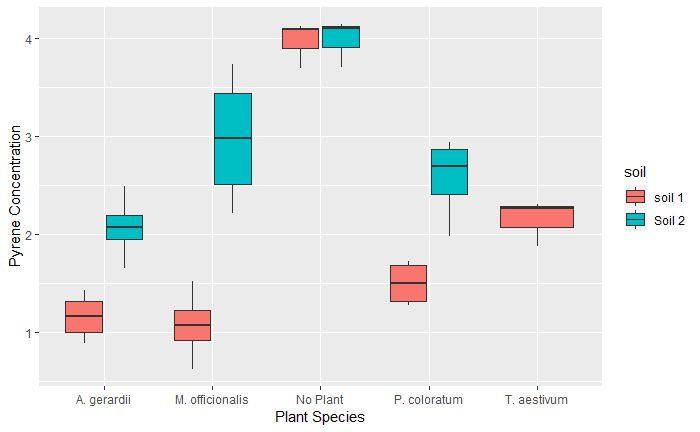 Pyrene Concentration
4
3
2
1
A. gerardii
M. officionalis
No Plant
P. coloratum
T. aestivum
Plant Species
soil
soil 1
Soil 2